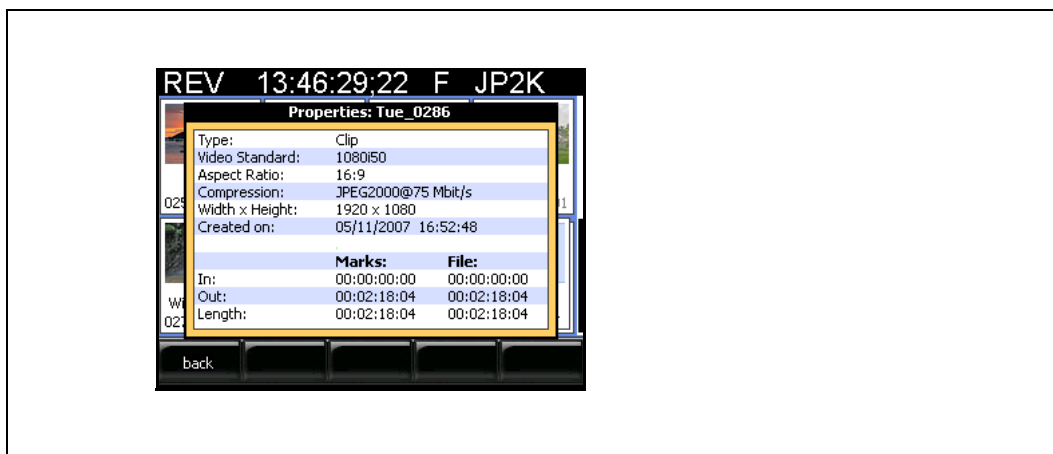 REV 13:46:29;22 F JP2K
Properties: Tue_0286
Type: Clip
Video Standard: 1080i50
Aspect Ratio: 16:9
Compression: JPEG2000@75 Mbit/s
Width x Height: 1920 x 1080
Created on: 05/11/2007 16:52:48
Marks: File:
In: 00:00:00:00 00:00:00:00
Out: 00:02:18:04 00:02:18:04
Length: 00:02:18:04 00:02:18:04
back